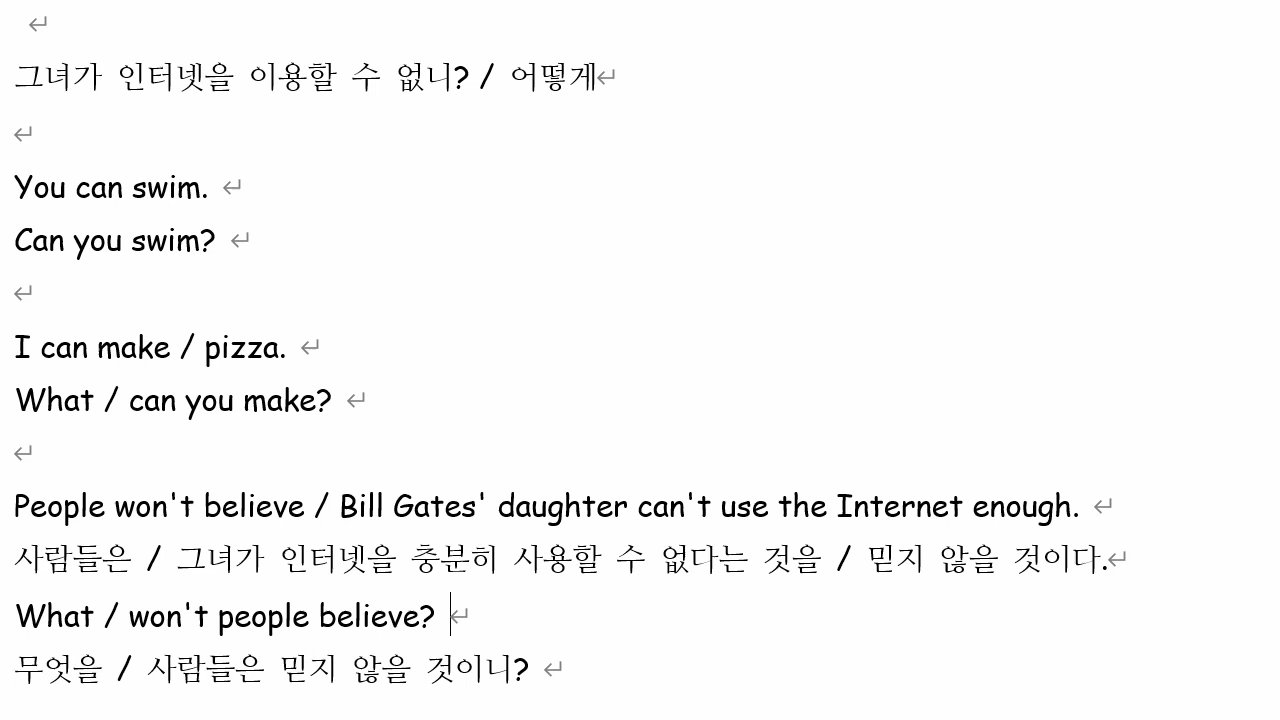 그녀가 인터넷을 이용할 수 없니? / 어떻게
You can swim.
Can you swim?
I can make / pizza.
What / can you make?
People won't believe / Bill Gates' daughter can't use the Internet enough.
사람들은 / 그녀가 인터넷을 충분히 사용할 수 없다는 것을 / 믿지 않을 것이다.
What / won't people believe?
무엇을 / 사람들은 믿지 않을 것이니?